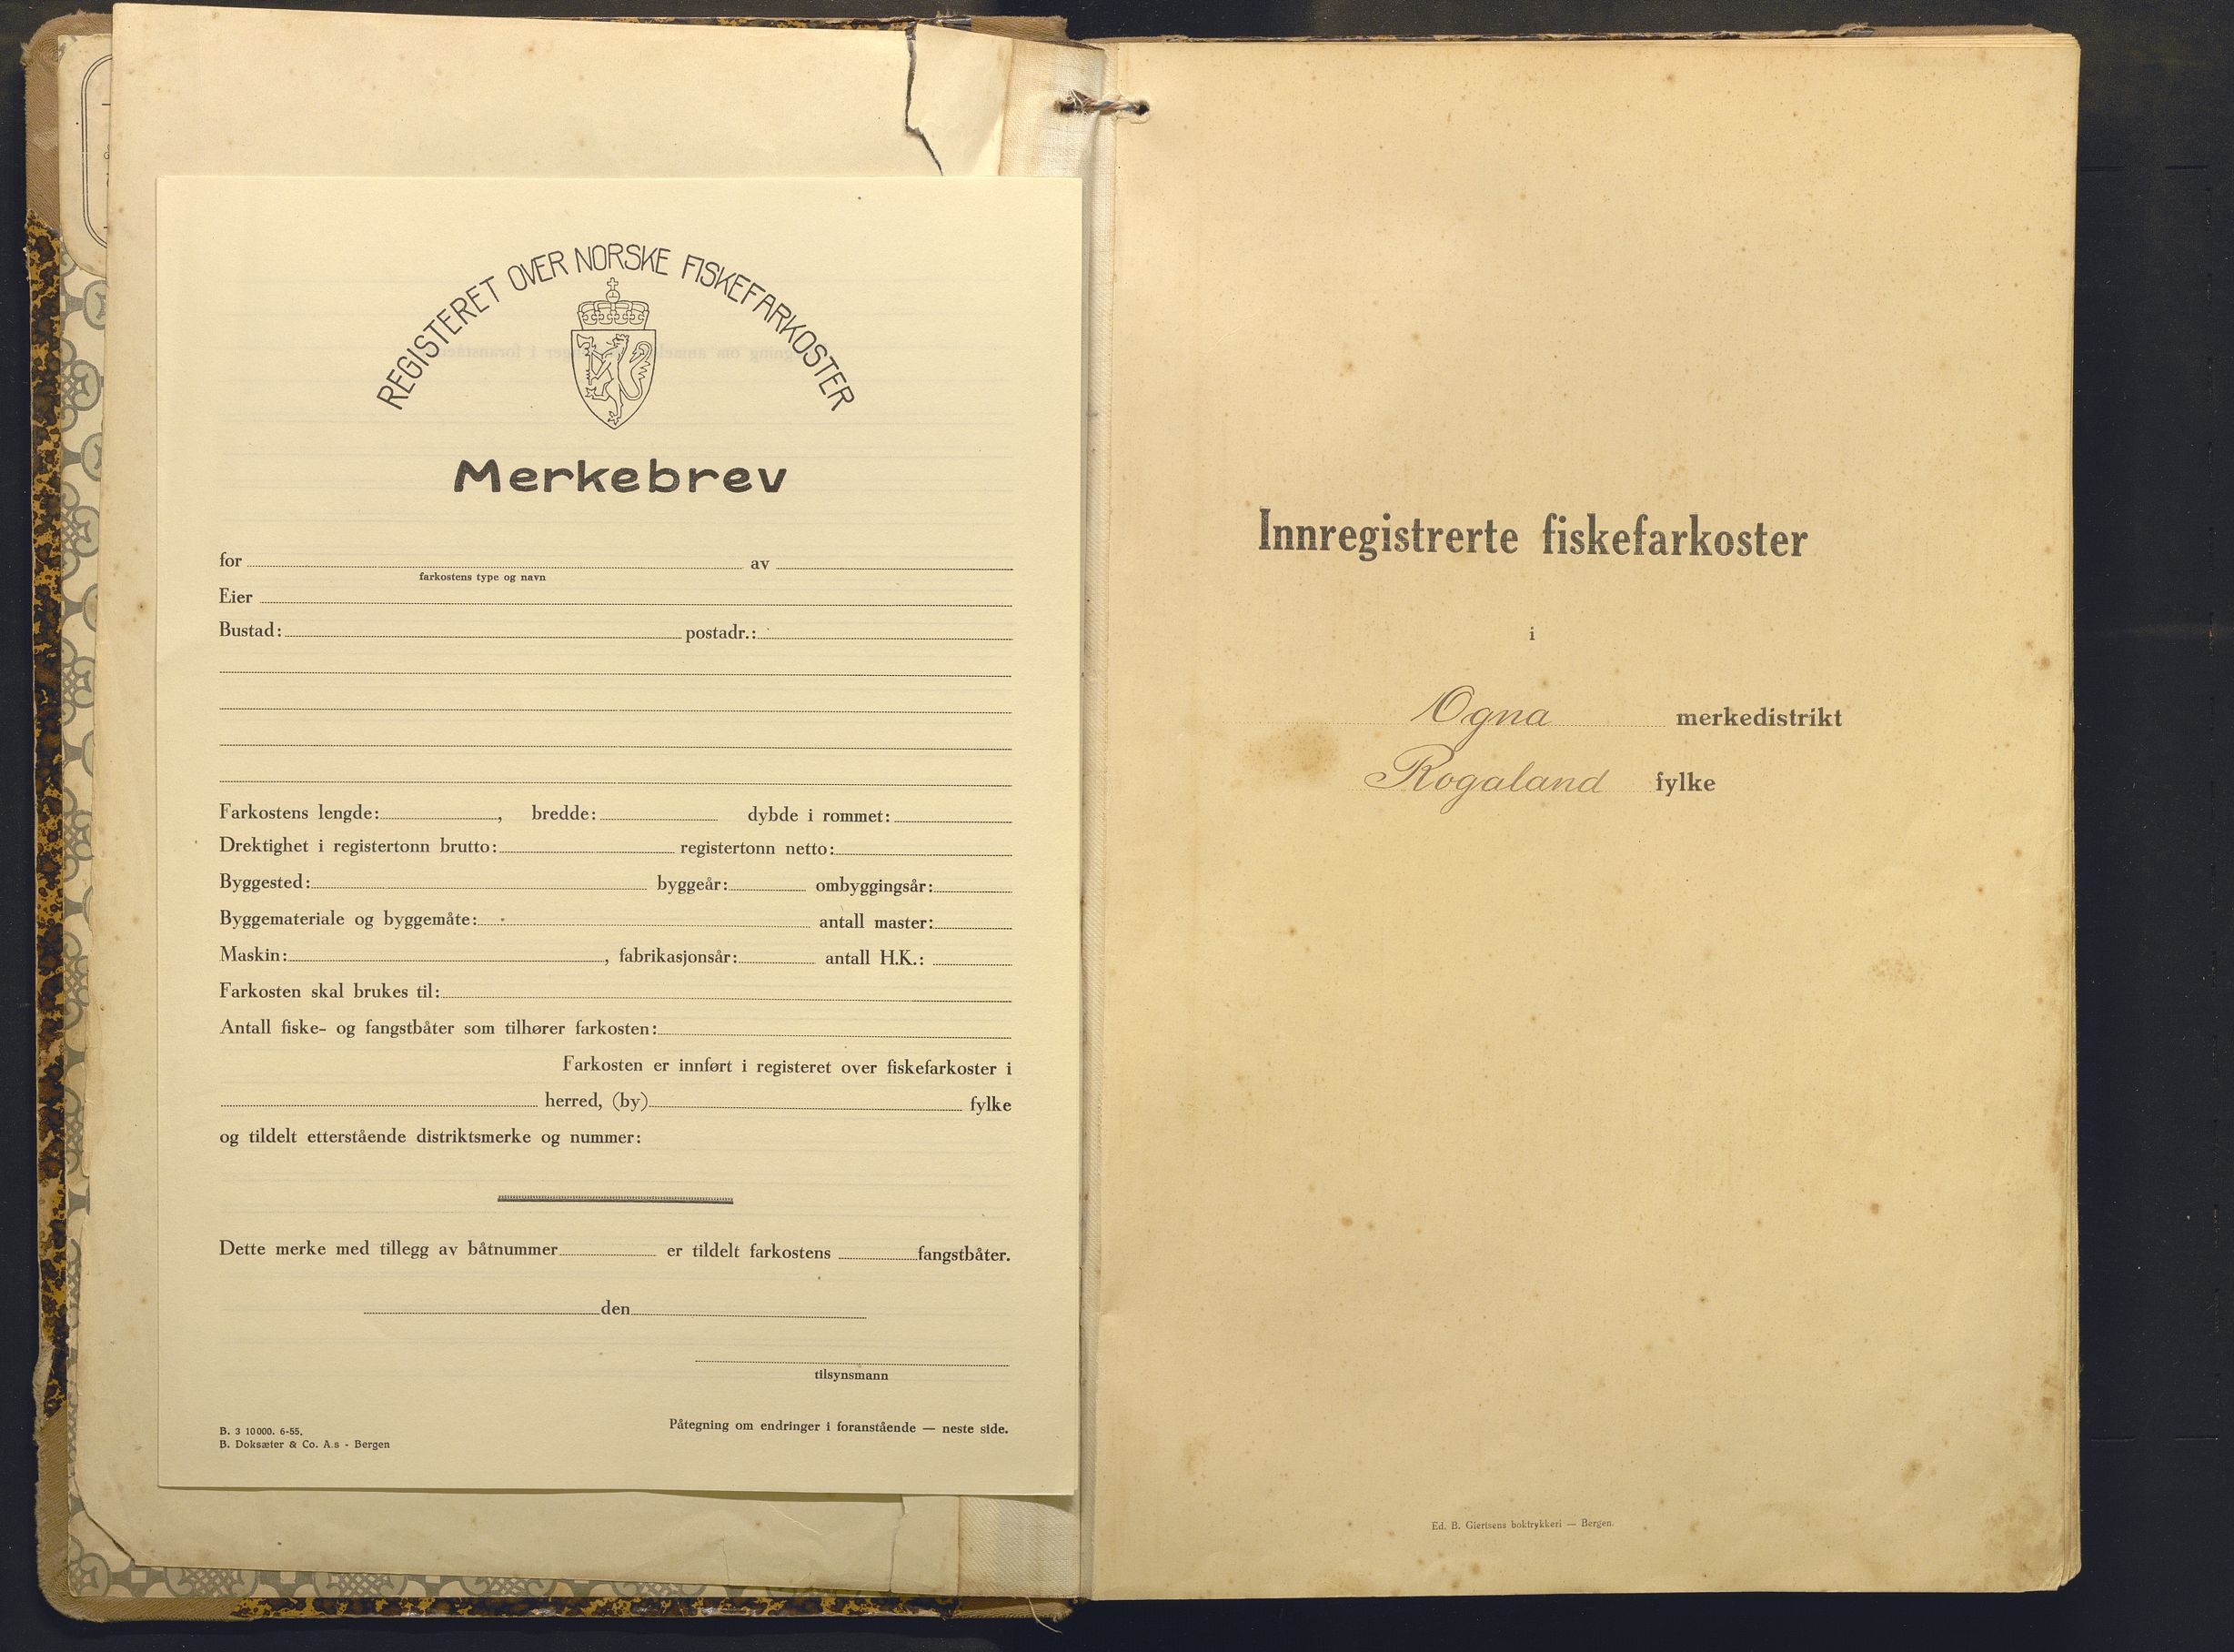 REGISTERET OVER NORSKE FISKEFARKOSTER
Merkebrev
for av
farkostens type og navn
Eier
Bustad: postadr.:
Farkostens lengde: , bredde: dybde i rommet:
Drektighet i registertonn brutto: registertonn netto:
Byggested: byggeår: ombyggingsår:
Byggemateriale og byggemåte: antall master:
Maskin: , fabrikasjonsår: antall H.K.:
Farkosten skal brukes til:
Antall fiske- og fangstbåter som tilhører farkosten:
Farkosten er innført i registeret over fiskefarkoster i
herred, (by) fylke
og tildelt etterstående distriktsmerke og nummer:
Dette merke med tillegg av båtnummer er tildelt farkostens fangstbåter.
den
tilsynsmann
Påtegning om endringer i foranstående — neste side.
B. 3 10000. 6-55.
B. Doksæter & Co. A.s - Bergen
Innregistrerte fiskefarkoster
i
Ogna merkedistrikt
Rogaland fylke
Ed. B. Giertsens boktrykkeri — Bergen.